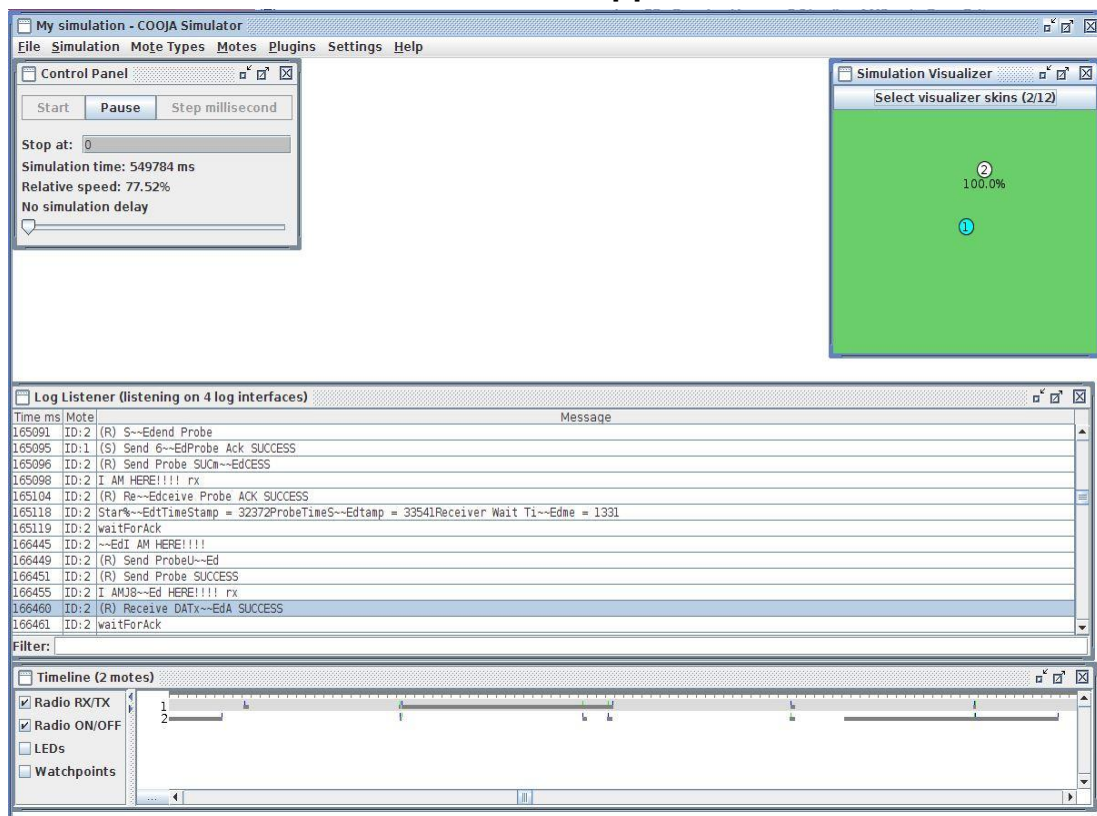 My simulation - COOJA Simulator
File Simulation Mote Types Motes Plugins Settings Help
Control Panel
Start Pause Step millisecond
Stop at: 0
Simulation time: 549784 ms
Relative speed: 77.52%
No simulation delay
Simulation Visualizer
Select visualizer skins (2/12)
2
100.0%
1
Log Listener (listening on 4 log interfaces)
Time ms Mote Message
165091 ID:2 (R) S~~Edend Probe
165095 ID:1 (S) Send 6~~EdProbe Ack SUCCESS
165096 ID:2 (R) Send Probe SUCm~~EdCESS
165098 ID:2 I AM HERE!!!! rx
165104 ID:2 (R) Re~~Edceive Probe ACK SUCCESS
165118 ID:2 Star%~~EdtTimeStamp = 32372ProbeTimeS~~Edtamp = 33541Receiver Wait Ti~~Edme = 1331
165119 ID:2 waitForAck
166445 ID:2 ~~EdI AM HERE!!!!
166449 ID:2 (R) Send ProbeU~~Ed
166451 ID:2 (R) Send Probe SUCCESS
166455 ID:2 I AMJ8~~Ed HERE!!!! rx
166460 ID:2 (R) Receive DATx~~EdA SUCCESS
166461 ID:2 waitForAck
Filter:
Timeline (2 motes)
Radio RX/TX
Radio ON/OFF
LEDs
Watchpoints
1
2
...